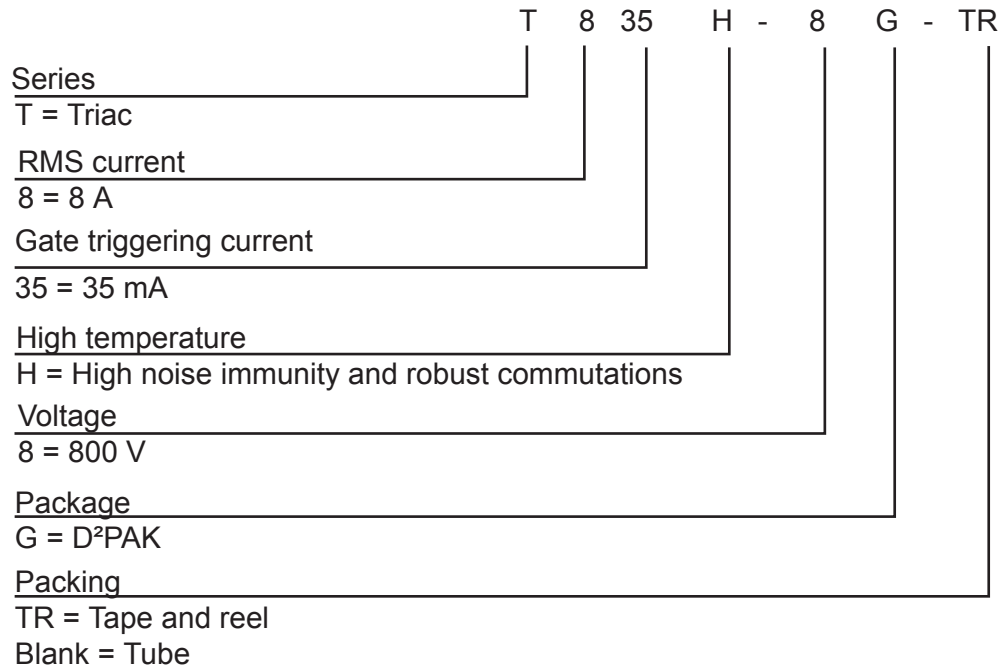 T 8 35 H - 8 G - TR
Series
T = Triac
RMS current
8 = 8 A
Gate triggering current
35 = 35 mA
High temperature
H = High noise immunity and robust commutations
Voltage
8 = 800 V
Package
G = D²PAK
Packing
TR = Tape and reel
Blank = Tube